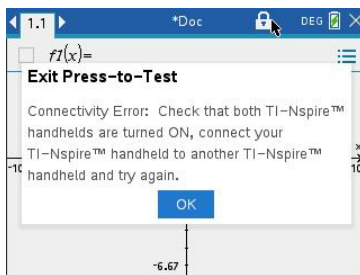 1.1
*Doc
DEG
f1(x)=
Exit Press-to-Test
Connectivity Error: Check that both TI-Nspire™
handhelds are turned ON, connect your
TI-Nspire™ handheld to another TI-Nspire™
handheld and try again.
-10
x
10
OK
-6.67